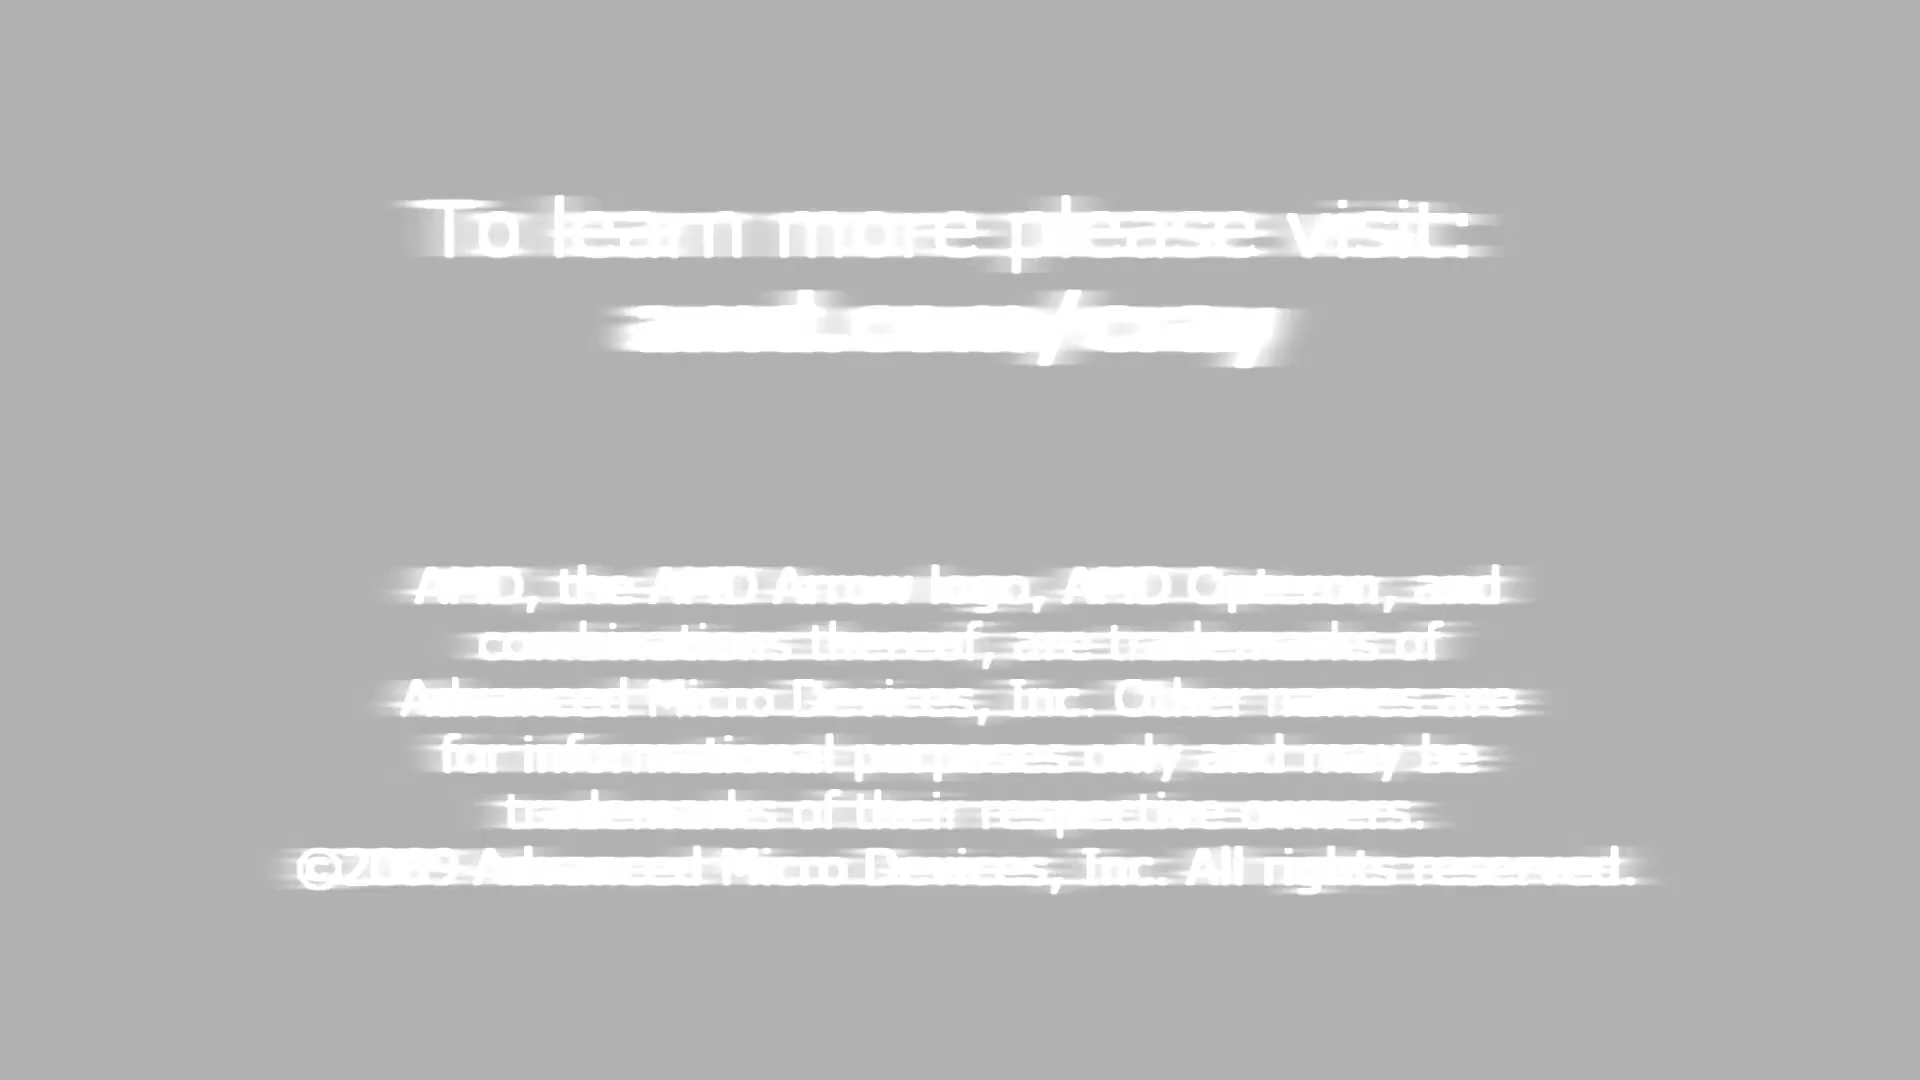 To learn more please visit:
AMD, the AMD Arrow logo, AMD Opteron, and
combinations thereof, are trademarks of
Advanced Micro Devices, Inc. Other names are
for informational purposes only and may be
trademarks of their respective owners.
©2009 Advanced Micro Devices, Inc. All rights reserved.